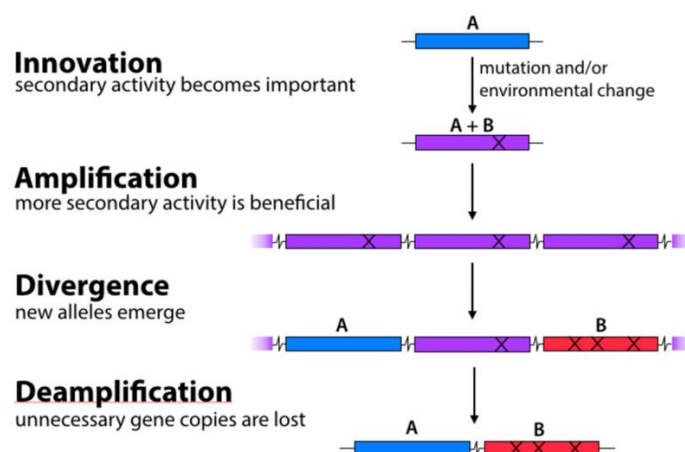 A
Innovation
secondary activity becomes important
mutation and/or
environmental change
A + B
Amplification
more secondary activity is beneficial
Divergence
new alleles emerge
A
B
Deamplification
unnecessary gene copies are lost
A
B